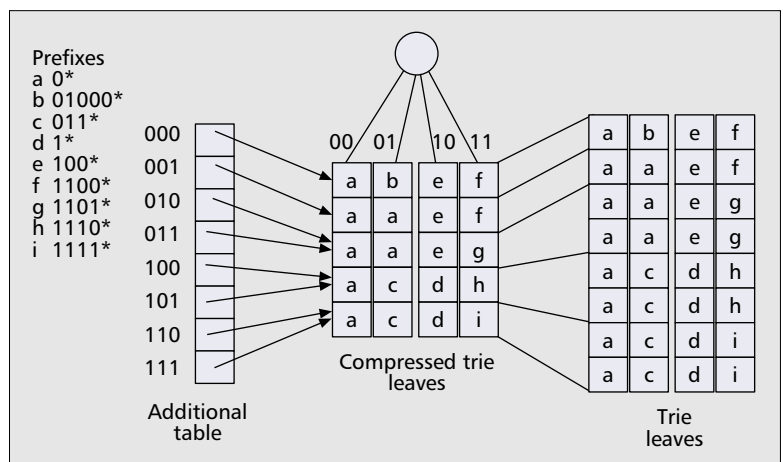 Prefixes
a 0*
b 01000*
c 011*
d 1*
e 100*
f 1100*
g 1101*
h 1110*
i 1111*
000
001
010
011
100
101
110
111
Additional
table
00 01 10 11
a b e f
a a e f
a a e g
a c d h
a c d i
Compressed trie
leaves
a b e f
a a e f
a a e g
a a e g
a c d h
a c d h
a c d i
a c d i
Trie
leaves